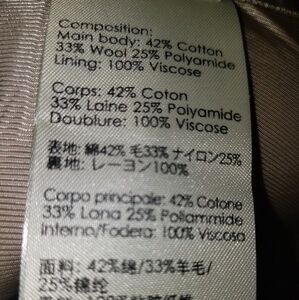 Composition:
Main body: 42% Cotton
33% Wool 25% Polyamide
Lining: 100% Viscose
Corps: 42% Coton
33% Laine 25% Polyamide
Doublure: 100% Viscose
表地: 綿42% 毛33% ナイロン25%
裏地: レーヨン100%
Corpo principale: 42% Cotone
33% Lana 25% Poliammide
Interno/Fodera: 100% Viscosa
面料: 42%绵/33%羊毛/
25%绵纶